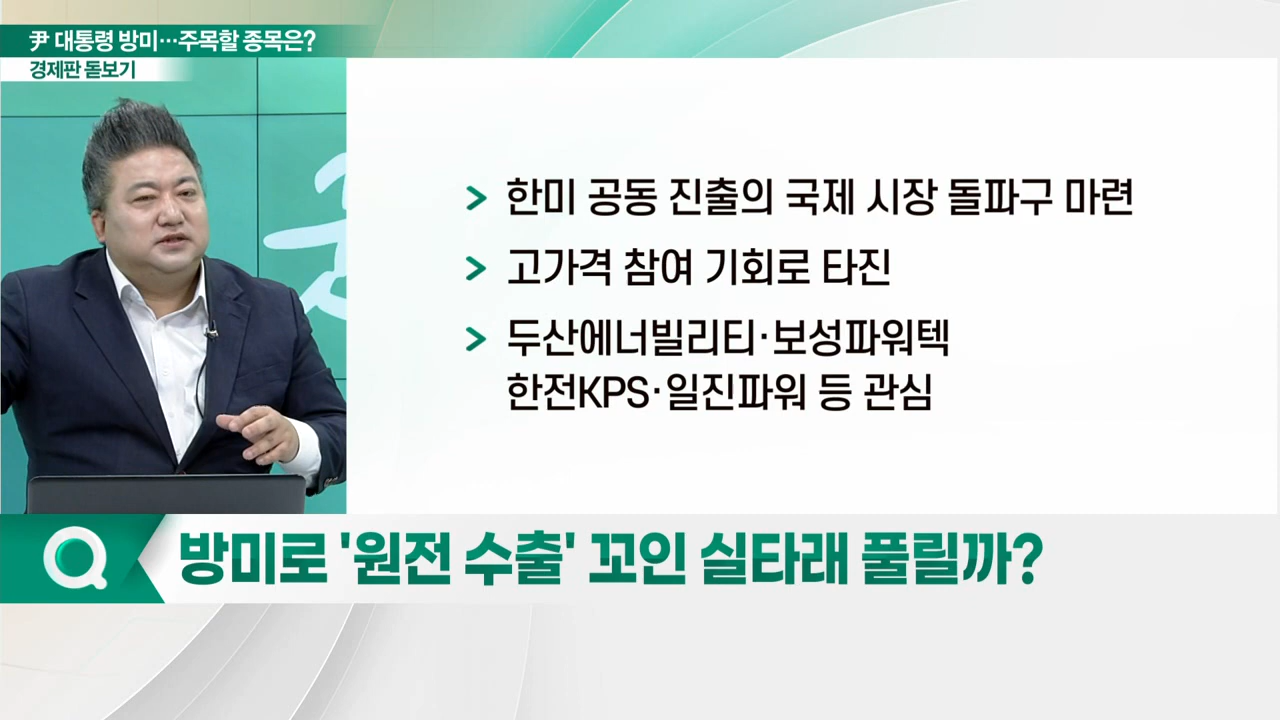 尹 대통령 방미…주목할 종목은?
경제판 돋보기
> 한미 공동 진출의 국제 시장 돌파구 마련
> 고가격 참여 기회로 타진
> 두산에너빌리티·보성파워텍
한전KPS·일진파워 등 관심
방미로 '원전 수출' 꼬인 실타래 풀릴까?